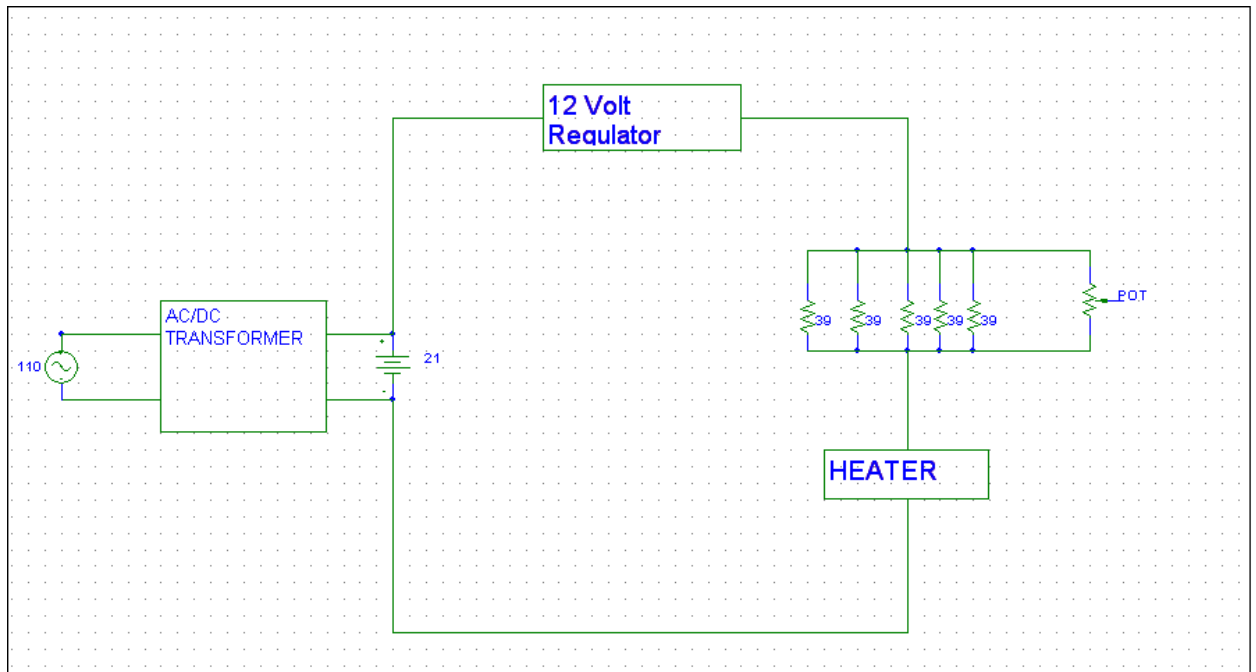 12 Volt
Regulator
AC/DC
TRANSFORMER
110
21
+
-
39
39
39
39
39
POT
HEATER